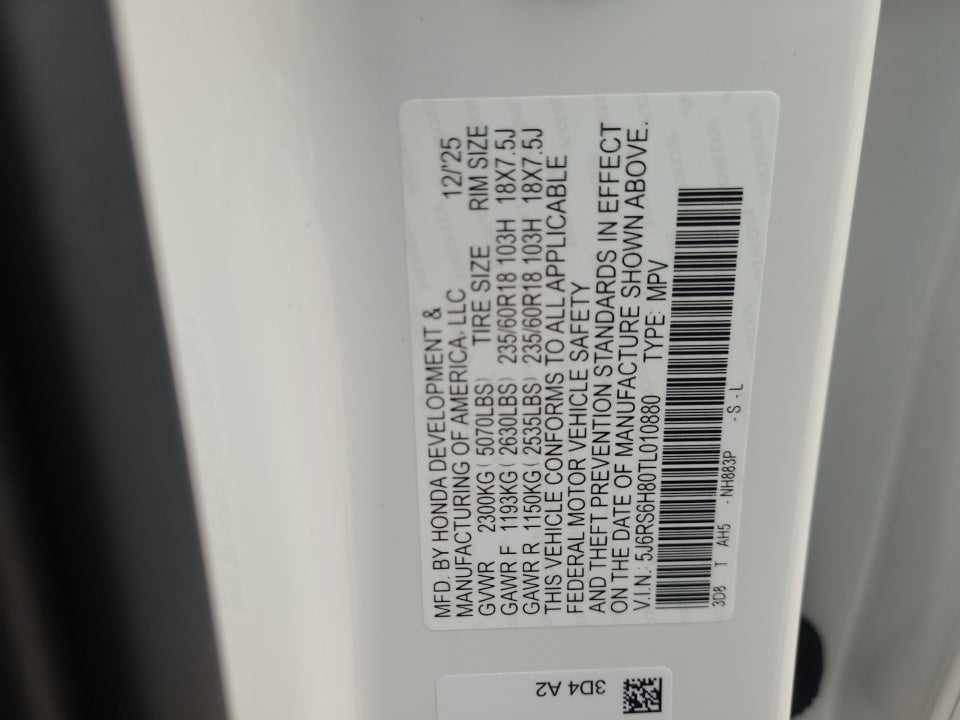 MFD. BY HONDA DEVELOPMENT &
MANUFACTURING OF AMERICA, LLC 12/'25
GVWR 2300KG ( 5070LBS) TIRE SIZE RIM SIZE
GAWR F 1193KG ( 2630LBS) 235/60R18 103H 18X7.5J
GAWR R 1150KG ( 2535LBS) 235/60R18 103H 18X7.5J
THIS VEHICLE CONFORMS TO ALL APPLICABLE
FEDERAL MOTOR VEHICLE SAFETY
AND THEFT PREVENTION STANDARDS IN EFFECT
ON THE DATE OF MANUFACTURE SHOWN ABOVE.
V.I.N.: 5J6RS6H80TL010880 TYPE: MPV
3D8 T AH5 - NH883P - S - L
3D4 A2